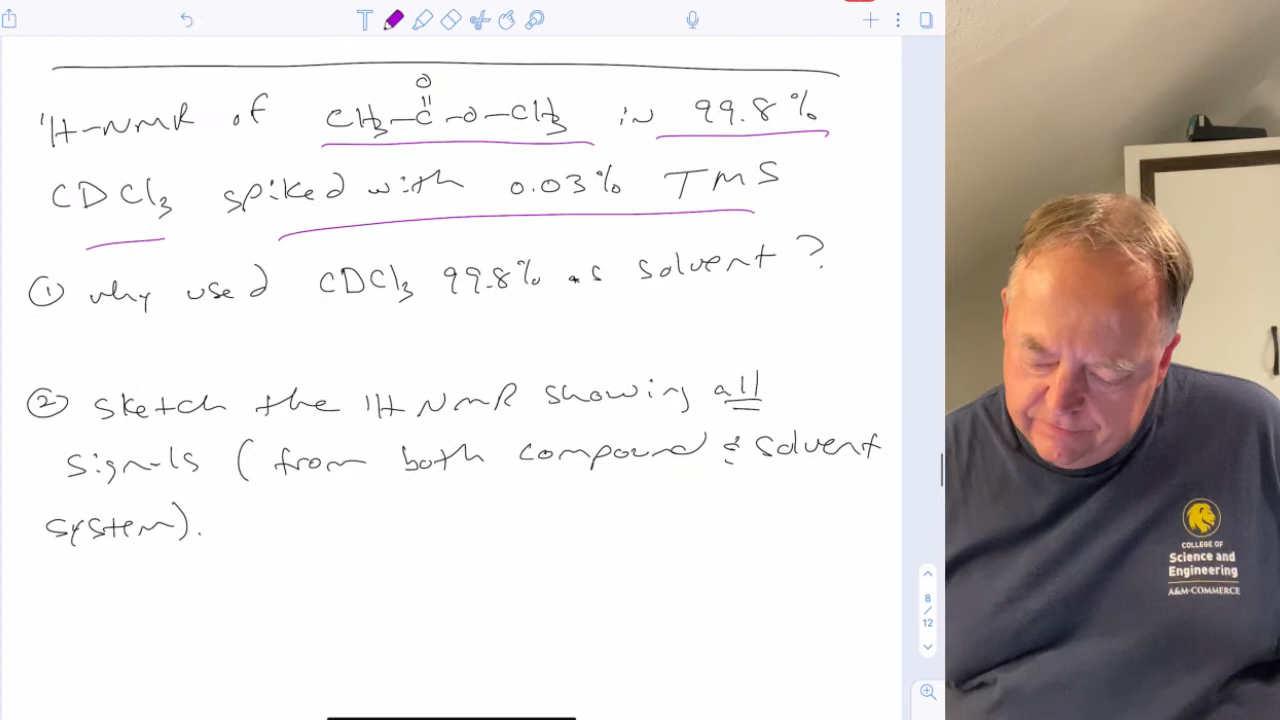 O
||
¹H-NMR of CH₃-C-O-CH₃ in 99.8%
CDCl₃ spiked with 0.03% TMS
① why used CDCl₃ 99.8% as solvent?
② sketch the ¹H NMR showing all
signals (from both compound & solvent
system).
T
8
/
12
COLLEGE OF
Science and
Engineering
A&M-COMMERCE